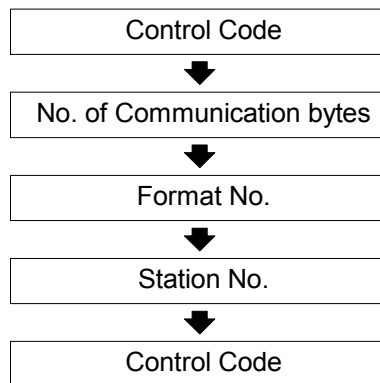 Control Code
No. of Communication bytes
Format No.
Station No.
Control Code